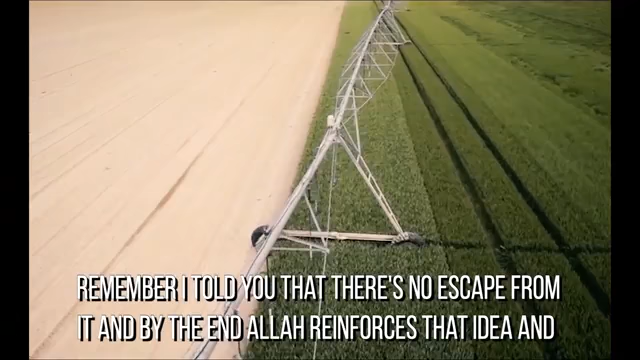 REMEMBER I TOLD YOU THAT THERE'S NO ESCAPE FROM
IT AND BY THE END ALLAH REINFORCES THAT IDEA AND